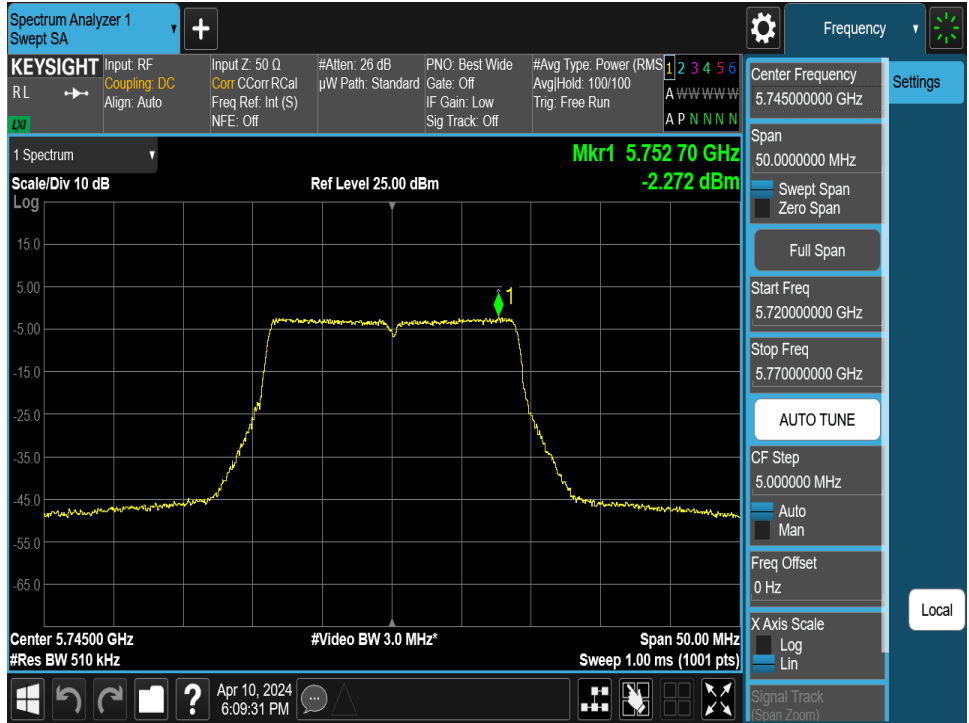 Spectrum Analyzer 1
Swept SA
+
Frequency
KEYSIGHT
R L
LXI
Input: RF
Coupling: DC
Align: Auto
Input Z: 50 Ω
Corr CCorr RCal
Freq Ref: Int (S)
NFE: Off
#Atten: 26 dB
µW Path: Standard
PNO: Best Wide
Gate: Off
IF Gain: Low
Sig Track: Off
#Avg Type: Power (RMS
Avg|Hold: 100/100
Trig: Free Run
1 2 3 4 5 6
A W W W W W
A P N N N N
Center Frequency
5.745000000 GHz
Settings
Span
50.0000000 MHz
Swept Span
Zero Span
Full Span
Start Freq
5.720000000 GHz
Stop Freq
5.770000000 GHz
AUTO TUNE
CF Step
5.000000 MHz
Auto
Man
Freq Offset
0 Hz
X Axis Scale
Log
Lin
Signal Track
(Span Zoom)
Local
1 Spectrum
Mkr1 5.752 70 GHz
-2.272 dBm
Scale/Div 10 dB
Ref Level 25.00 dBm
Log
15.0
5.00
-5.00
-15.0
-25.0
-35.0
-45.0
-55.0
-65.0
1
Center 5.74500 GHz
#Video BW 3.0 MHz*
Span 50.00 MHz
#Res BW 510 kHz
Sweep 1.00 ms (1001 pts)
?
Apr 10, 2024
6:09:31 PM